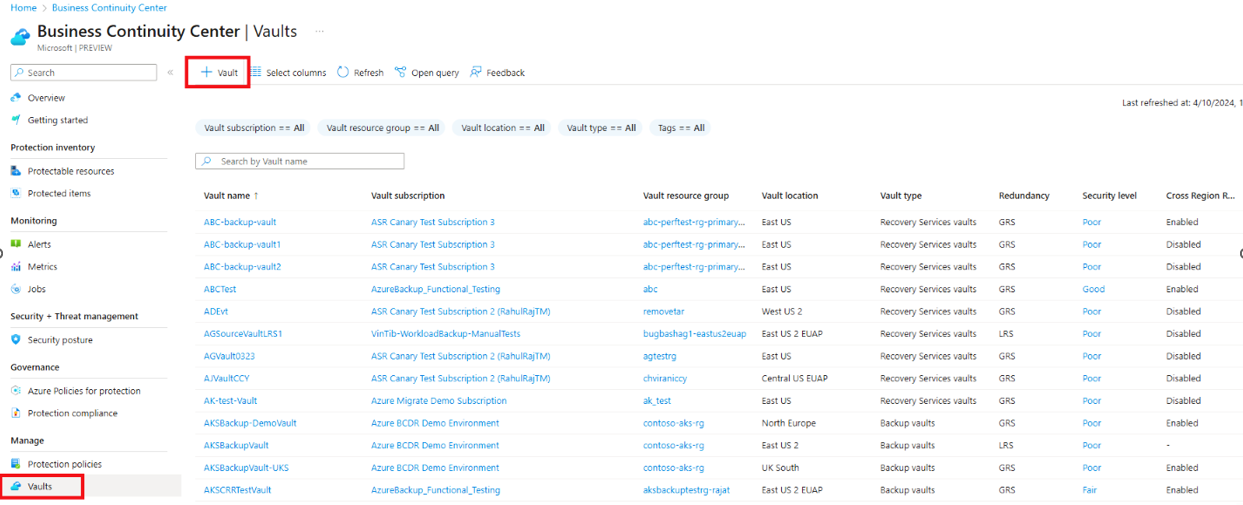 Home > Business Continuity Center
Business Continuity Center | Vaults ...
Microsoft | PREVIEW
Search «
Overview
Getting started
Protection inventory
Protectable resources
Protected items
Monitoring
Alerts
Metrics
Jobs
Security + Threat management
Security posture
Governance
Azure Policies for protection
Protection compliance
Manage
Protection policies
Vaults
+ Vault Select columns Refresh Open query Feedback
Last refreshed at: 4/10/2024, 1
Vault subscription == All Vault resource group == All Vault location == All Vault type == All Tags == All
Search by Vault name
Vault name ↑ Vault subscription Vault resource group Vault location Vault type Redundancy Security level Cross Region R...
ABC-backup-vault ASR Canary Test Subscription 3 abc-perftest-rg-primary... East US Recovery Services vaults GRS Poor Enabled
ABC-backup-vault1 ASR Canary Test Subscription 3 abc-perftest-rg-primary... East US Recovery Services vaults GRS Poor Disabled
ABC-backup-vault2 ASR Canary Test Subscription 3 abc-perftest-rg-primary... East US Recovery Services vaults GRS Poor Disabled
ABCTest AzureBackup_Functional_Testing abc East US Recovery Services vaults GRS Good Enabled
ADEvt ASR Canary Test Subscription 2 (RahulRajTM) removetar West US 2 Recovery Services vaults GRS Poor Disabled
AGSourceVaultLRS1 VinTib-WorkloadBackup-ManualTests bugbashag1-eastus2euap East US 2 EUAP Recovery Services vaults LRS Poor Disabled
AGVault0323 ASR Canary Test Subscription 2 (RahulRajTM) agtestrg East US Recovery Services vaults GRS Poor Disabled
AJVaultCCY ASR Canary Test Subscription 2 (RahulRajTM) chviraniccy Central US EUAP Recovery Services vaults GRS Poor Disabled
AK-test-Vault Azure Migrate Demo Subscription ak_test East US Recovery Services vaults GRS Poor Disabled
AKSBackup-DemoVault Azure BCDR Demo Environment contoso-aks-rg North Europe Backup vaults GRS Poor Enabled
AKSBackupVault Azure BCDR Demo Environment contoso-aks-rg East US 2 Backup vaults LRS Poor -
AKSBackupVault-UKS Azure BCDR Demo Environment contoso-aks-rg UK South Backup vaults GRS Poor Enabled
AKSCRRTestVault AzureBackup_Functional_Testing aksbackuptestrg-rajat East US 2 EUAP Backup vaults GRS Fair Enabled